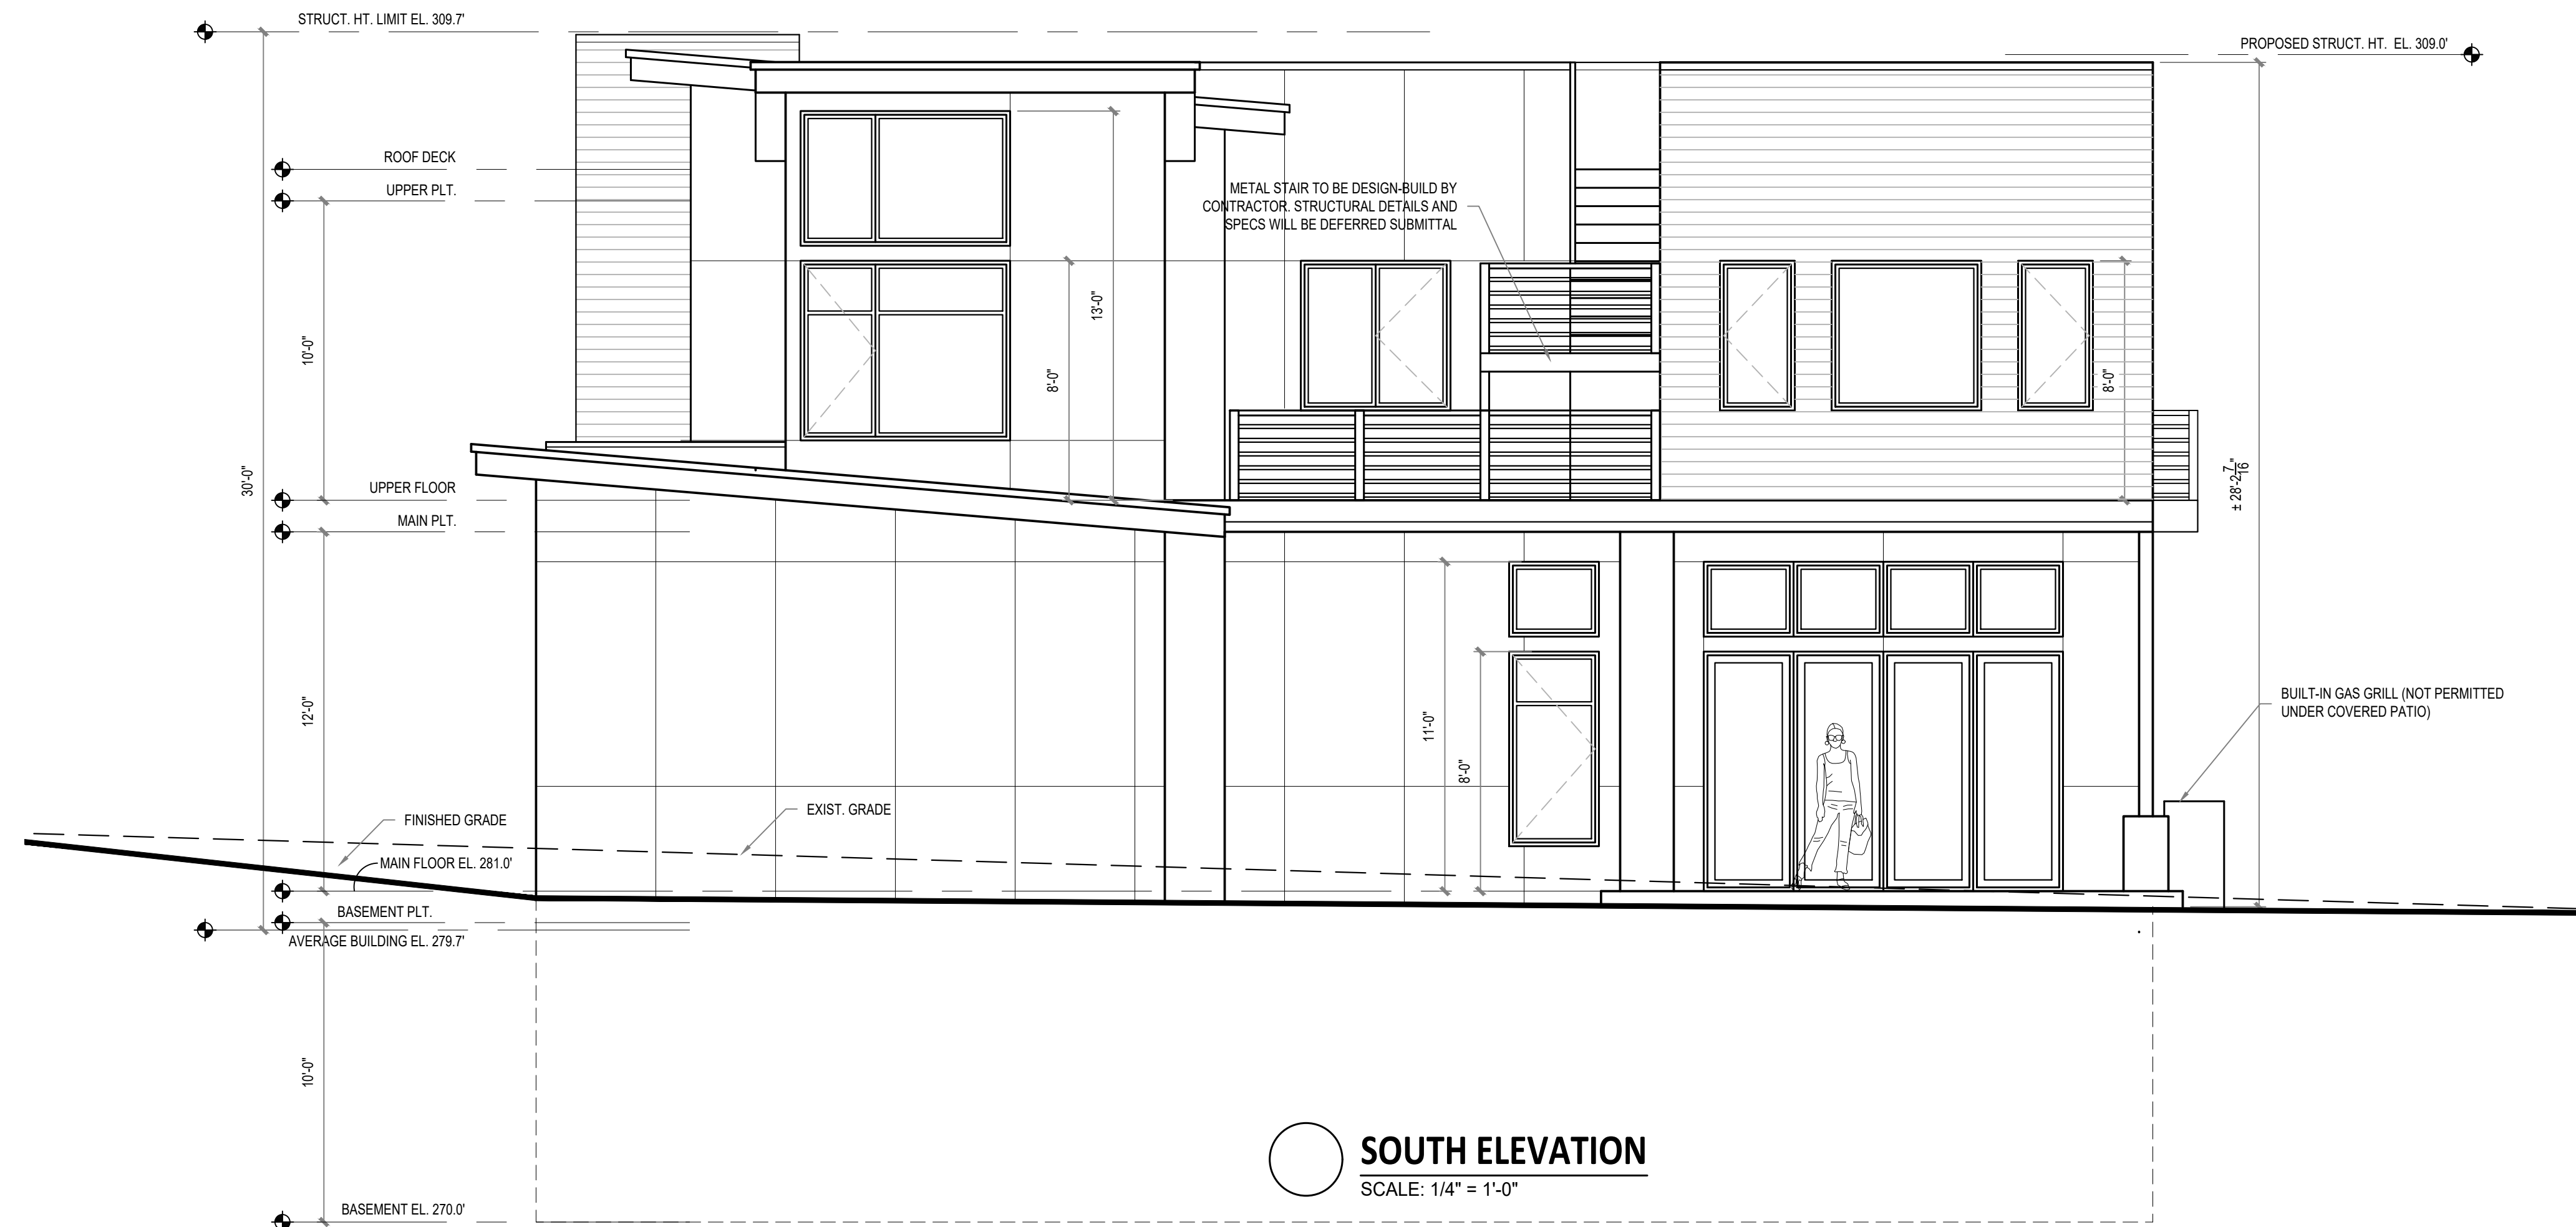 STRUCT. HT. LIMIT EL. 309.7'
PROPOSED STRUCT. HT. EL. 309.0'
ROOF DECK
UPPER PLT.
METAL STAIR TO BE DESIGN-BUILD BY
CONTRACTOR. STRUCTURAL DETAILS AND
SPECS WILL BE DEFERRED SUBMITTAL
13'-0"
10'-0"
8'-0"
8'-0"
30'-0"
± 28'-2 7/16"
UPPER FLOOR
MAIN PLT.
12'-0"
11'-0"
8'-0"
BUILT-IN GAS GRILL (NOT PERMITTED
UNDER COVERED PATIO)
EXIST. GRADE
FINISHED GRADE
MAIN FLOOR EL. 281.0'
BASEMENT PLT.
AVERAGE BUILDING EL. 279.7'
10'-0"
SOUTH ELEVATION
SCALE: 1/4" = 1'-0"
BASEMENT EL. 270.0'